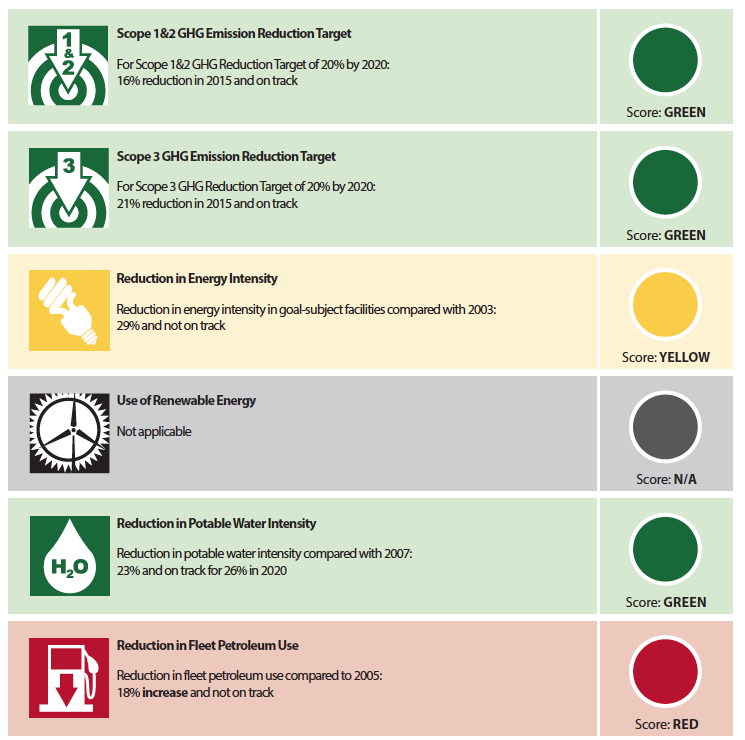 1
&
2
Scope 1&2 GHG Emission Reduction Target
For Scope 1&2 GHG Reduction Target of 20% by 2020:
16% reduction in 2015 and on track
Score: GREEN
3
Scope 3 GHG Emission Reduction Target
For Scope 3 GHG Reduction Target of 20% by 2020:
21% reduction in 2015 and on track
Score: GREEN
Reduction in Energy Intensity
Reduction in energy intensity in goal-subject facilities compared with 2003:
29% and not on track
Score: YELLOW
Use of Renewable Energy
Not applicable
Score: N/A
H₂O
Reduction in Potable Water Intensity
Reduction in potable water intensity compared with 2007:
23% and on track for 26% in 2020
Score: GREEN
Reduction in Fleet Petroleum Use
Reduction in fleet petroleum use compared to 2005:
18% increase and not on track
Score: RED